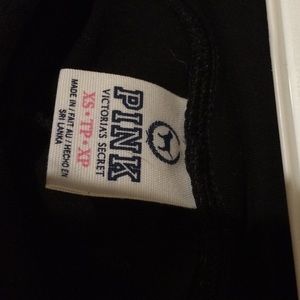 PINK
VICTORIA'S SECRET
XS • TP • XP
MADE IN / FAIT AU / HECHO EN
SRI LANKA